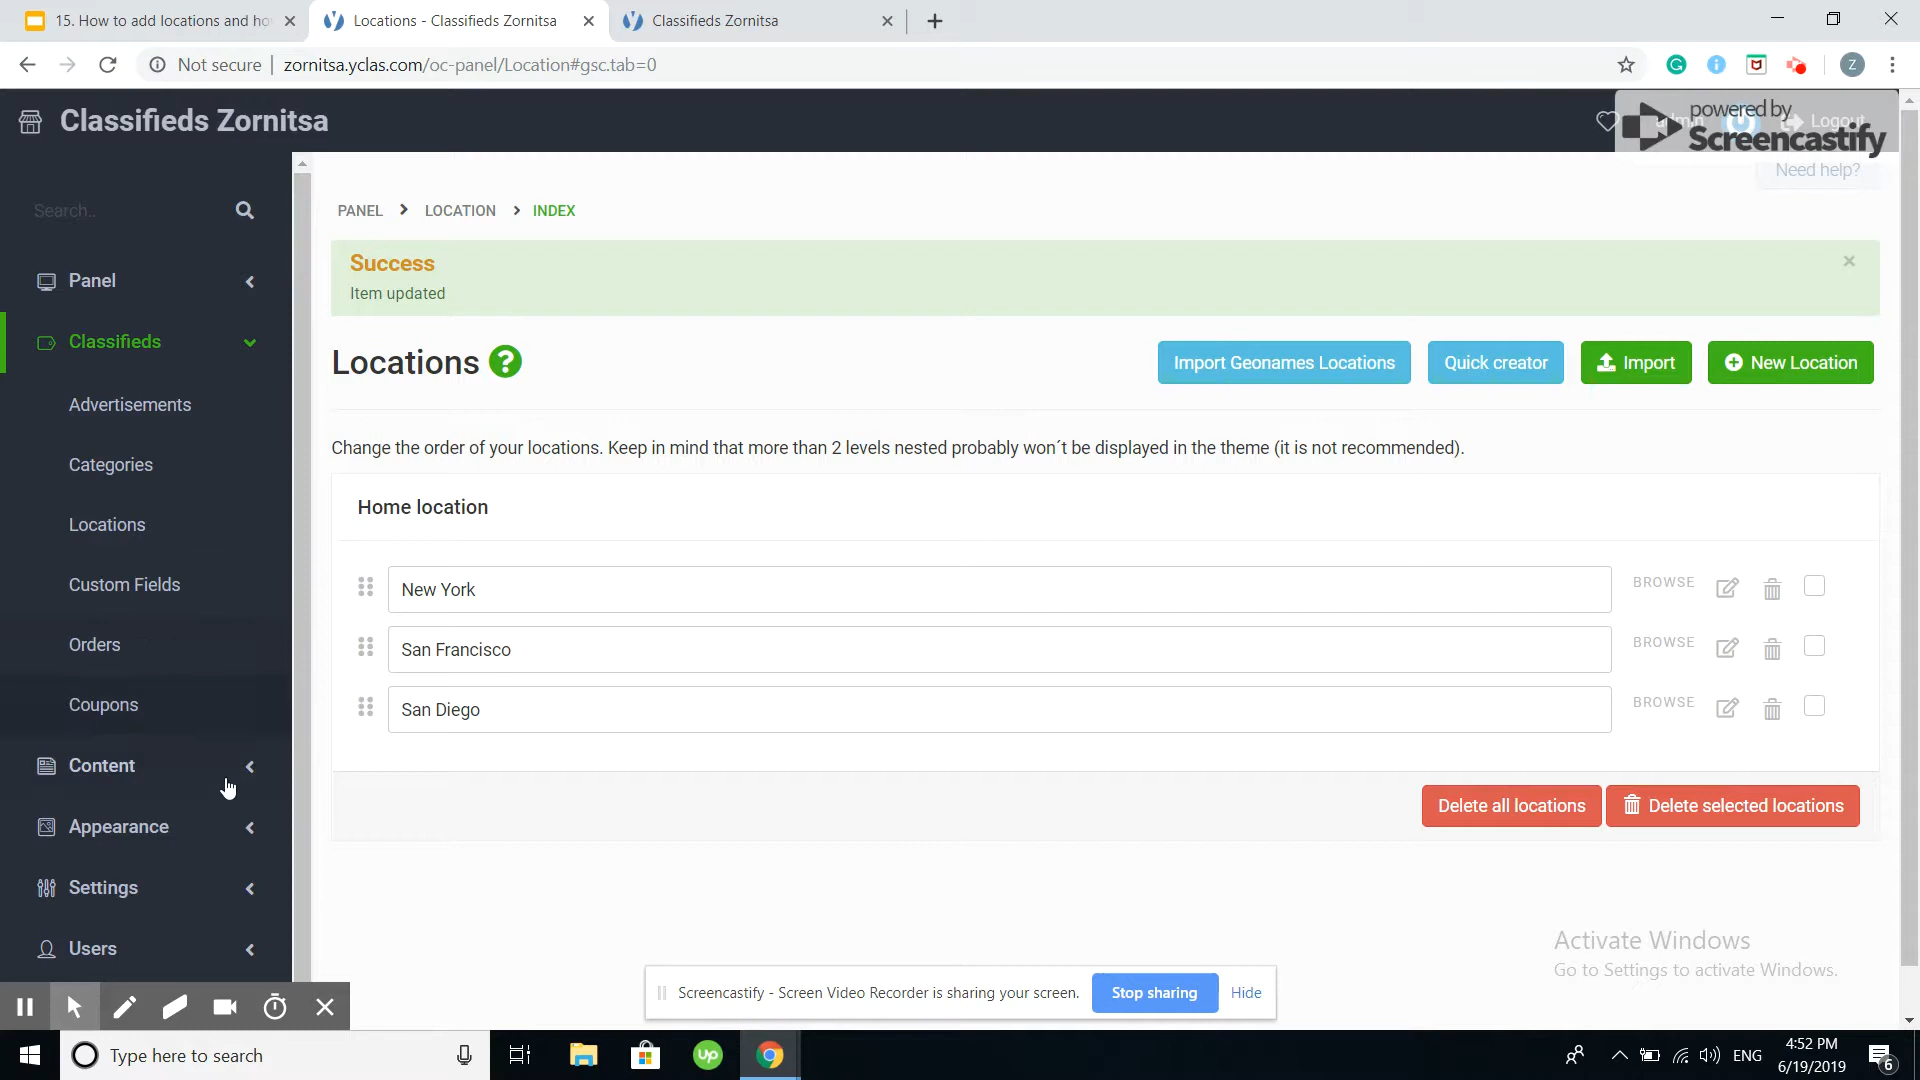 15. How to add locations and ho
Locations - Classifieds Zornitsa
Classifieds Zornitsa
Not secure | zornitsa.yclas.com/oc-panel/Location#gsc.tab=0
Z
Classifieds Zornitsa
admin
Logout
powered by
Screencastify
Need help?
Search..
PANEL > LOCATION > INDEX
Success
Item updated
Panel
Classifieds
Advertisements
Categories
Locations
Custom Fields
Orders
Coupons
Content
Appearance
Settings
Users
Locations ?
Import Geonames Locations
Quick creator
Import
New Location
Change the order of your locations. Keep in mind that more than 2 levels nested probably won´t be displayed in the theme (it is not recommended).
Home location
New York
BROWSE
San Francisco
BROWSE
San Diego
BROWSE
Delete all locations
Delete selected locations
Activate Windows
Go to Settings to activate Windows.
Screencastify - Screen Video Recorder is sharing your screen.
Stop sharing
Hide
Type here to search
Up
ENG
4:52 PM
6/19/2019
6